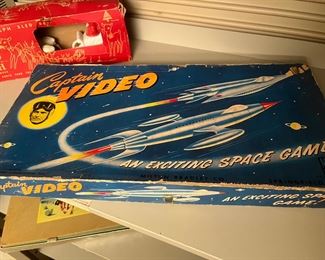 Captain
VIDEO
AN EXCITING SPACE GAME
Captain
VIDEO
AN EXCITING SPACE
GAME